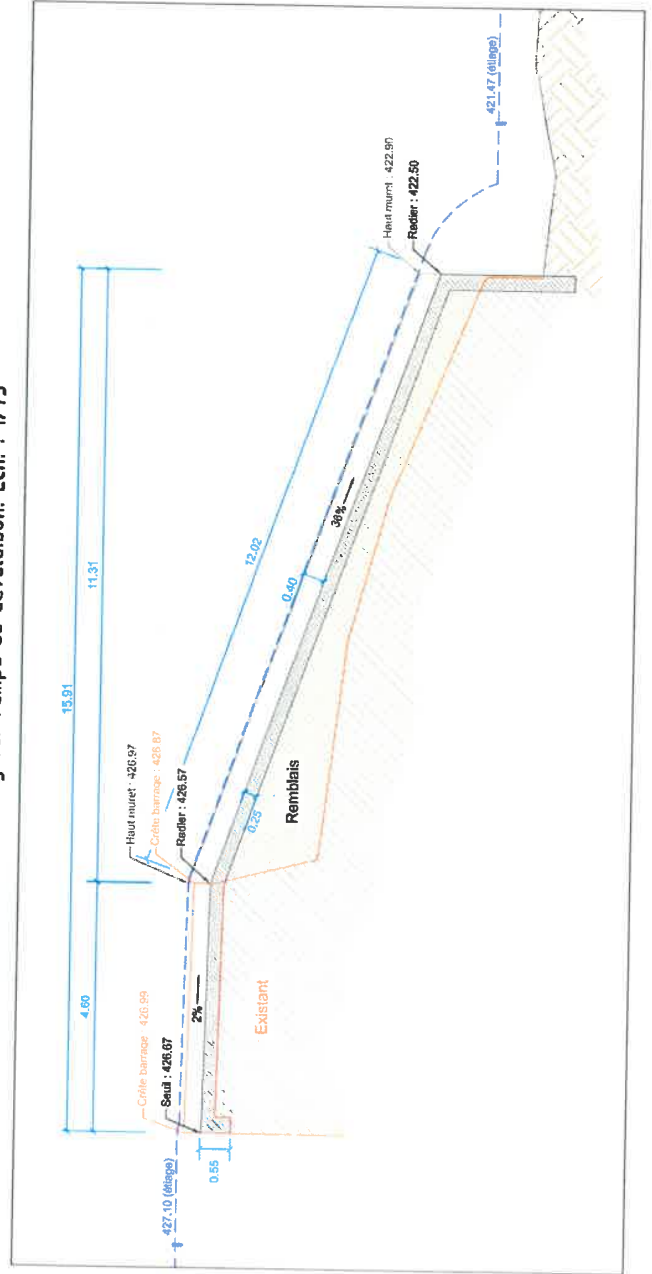 15.91
4.60
11.31
Haut muret : 426.97
Crête barrage : 426.87
Radier : 426.57
Crête barrage : 426.99
Seuil : 426.67
427.10 (étiage)
2%
0.55
Existant
12.02
0.40
0.25
36%
Remblais
Haut muret : 422.90
Radier : 422.50
421.47 (étiage)